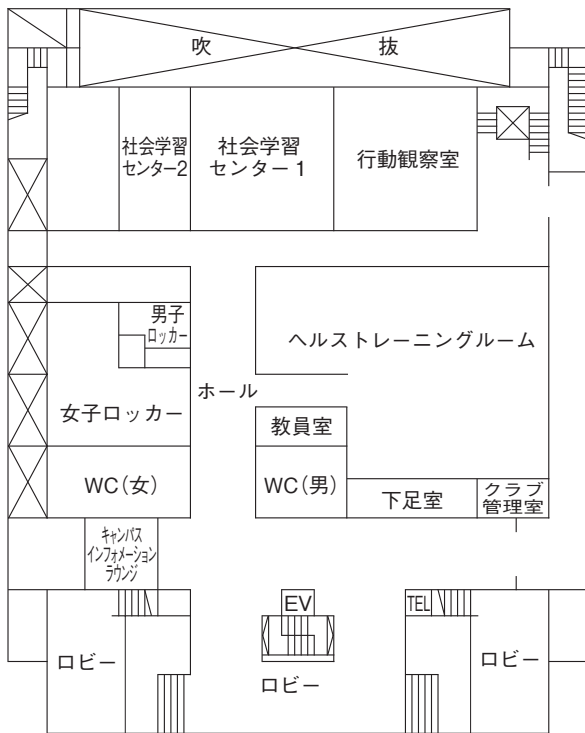 吹 抜
社会学習
センター2
社会学習
センター 1
行動観察室
男子
ロッカー
ヘルストレーニングルーム
ホール
女子ロッカー
教員室
WC（女）
WC（男）
下足室
クラブ
管理室
キャンパス
インフォメーション
ラウンジ
EV
TEL
ロビー
ロビー
ロビー